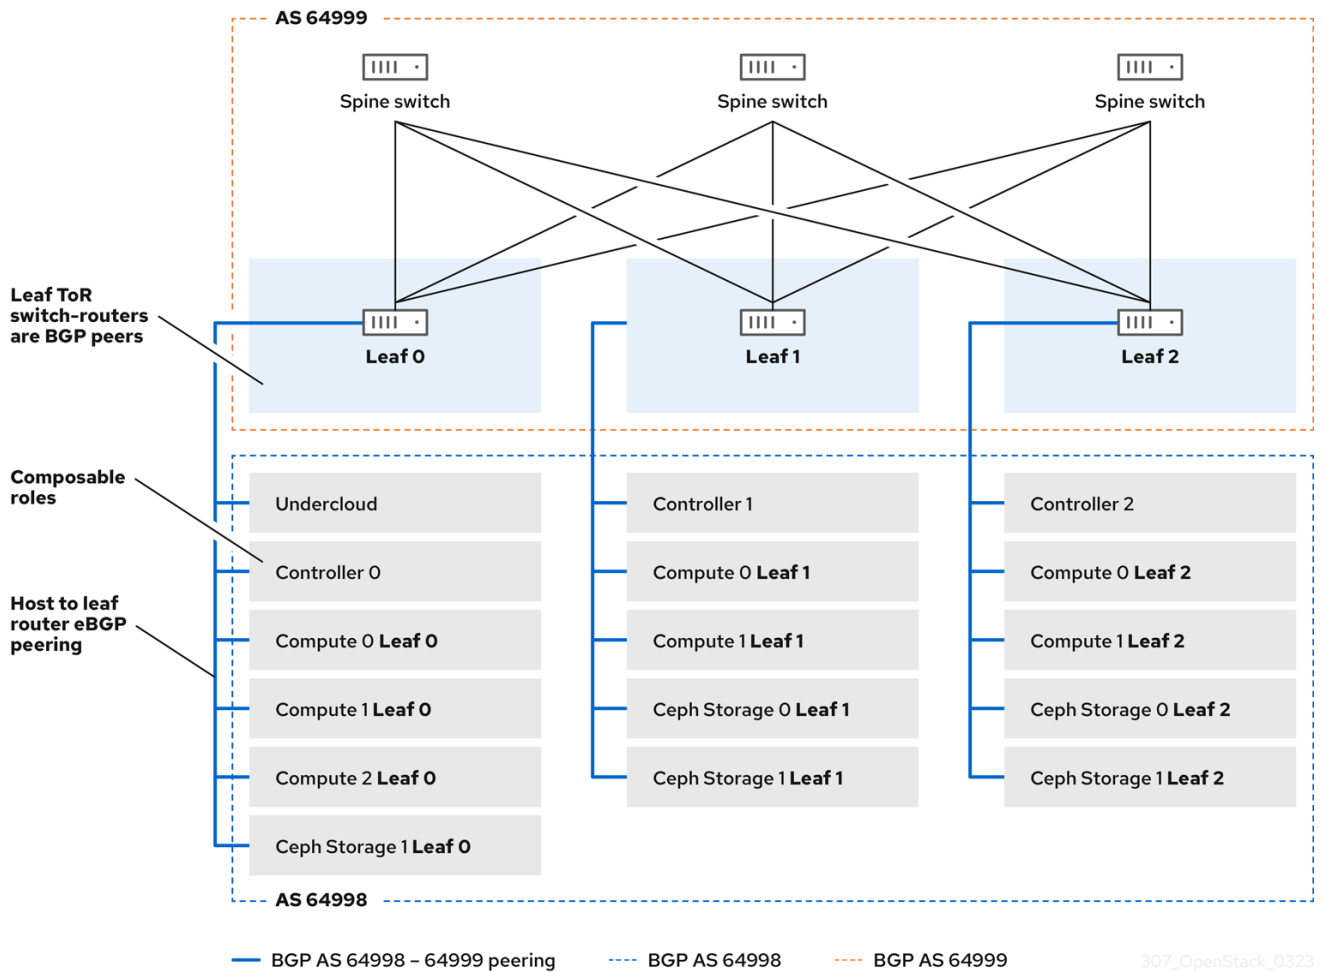 AS 64999
Spine switch
Spine switch
Spine switch
Leaf ToR
switch-routers
are BGP peers
Leaf 0
Leaf 1
Leaf 2
Composable
roles
Host to leaf
router eBGP
peering
Undercloud
Controller 0
Compute 0 Leaf 0
Compute 1 Leaf 0
Compute 2 Leaf 0
Ceph Storage 1 Leaf 0
Controller 1
Compute 0 Leaf 1
Compute 1 Leaf 1
Ceph Storage 0 Leaf 1
Ceph Storage 1 Leaf 1
Controller 2
Compute 0 Leaf 2
Compute 1 Leaf 2
Ceph Storage 0 Leaf 2
Ceph Storage 1 Leaf 2
AS 64998
BGP AS 64998 – 64999 peering
BGP AS 64998
BGP AS 64999
307_OpenStack_0323